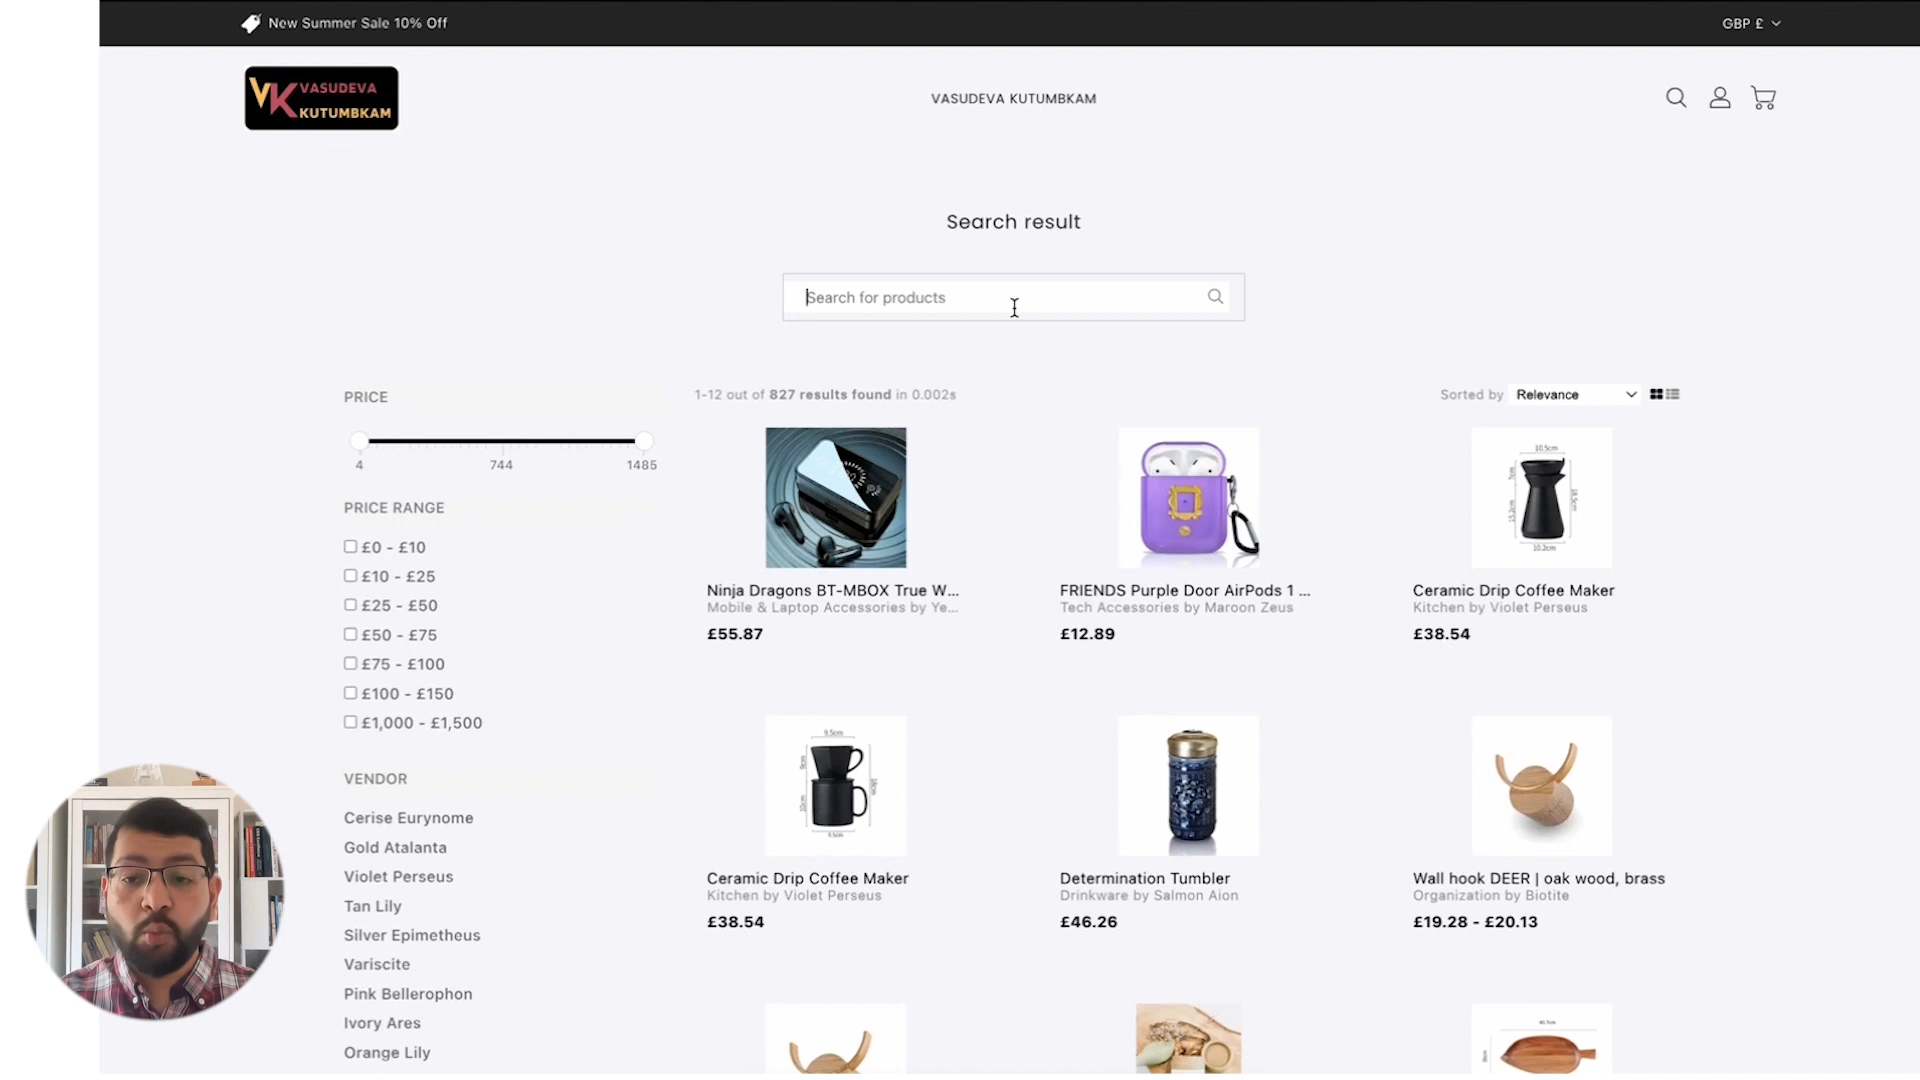 New Summer Sale 10% Off
GBP £
VK VASUDEVA
KUTUMBKAM
VASUDEVA KUTUMBKAM
Search result
Search for products
PRICE
4
744
1485
PRICE RANGE
£0 - £10
£10 - £25
£25 - £50
£50 - £75
£75 - £100
£100 - £150
£1,000 - £1,500
VENDOR
Cerise Eurynome
Gold Atalanta
Violet Perseus
Tan Lily
Silver Epimetheus
Variscite
Pink Bellerophon
Ivory Ares
Orange Lily
1-12 out of 827 results found in 0.002s
Sorted by Relevance
Ninja Dragons BT-MBOX True W...
Mobile & Laptop Accessories by Ye...
£55.87
FRIENDS Purple Door AirPods 1 ...
Tech Accessories by Maroon Zeus
£12.89
10.5cm
10.2cm
Ceramic Drip Coffee Maker
Kitchen by Violet Perseus
£38.54
9.5cm
Ceramic Drip Coffee Maker
Kitchen by Violet Perseus
£38.54
Determination Tumbler
Drinkware by Salmon Aion
£46.26
Wall hook DEER | oak wood, brass
Organization by Biotite
£19.28 - £20.13